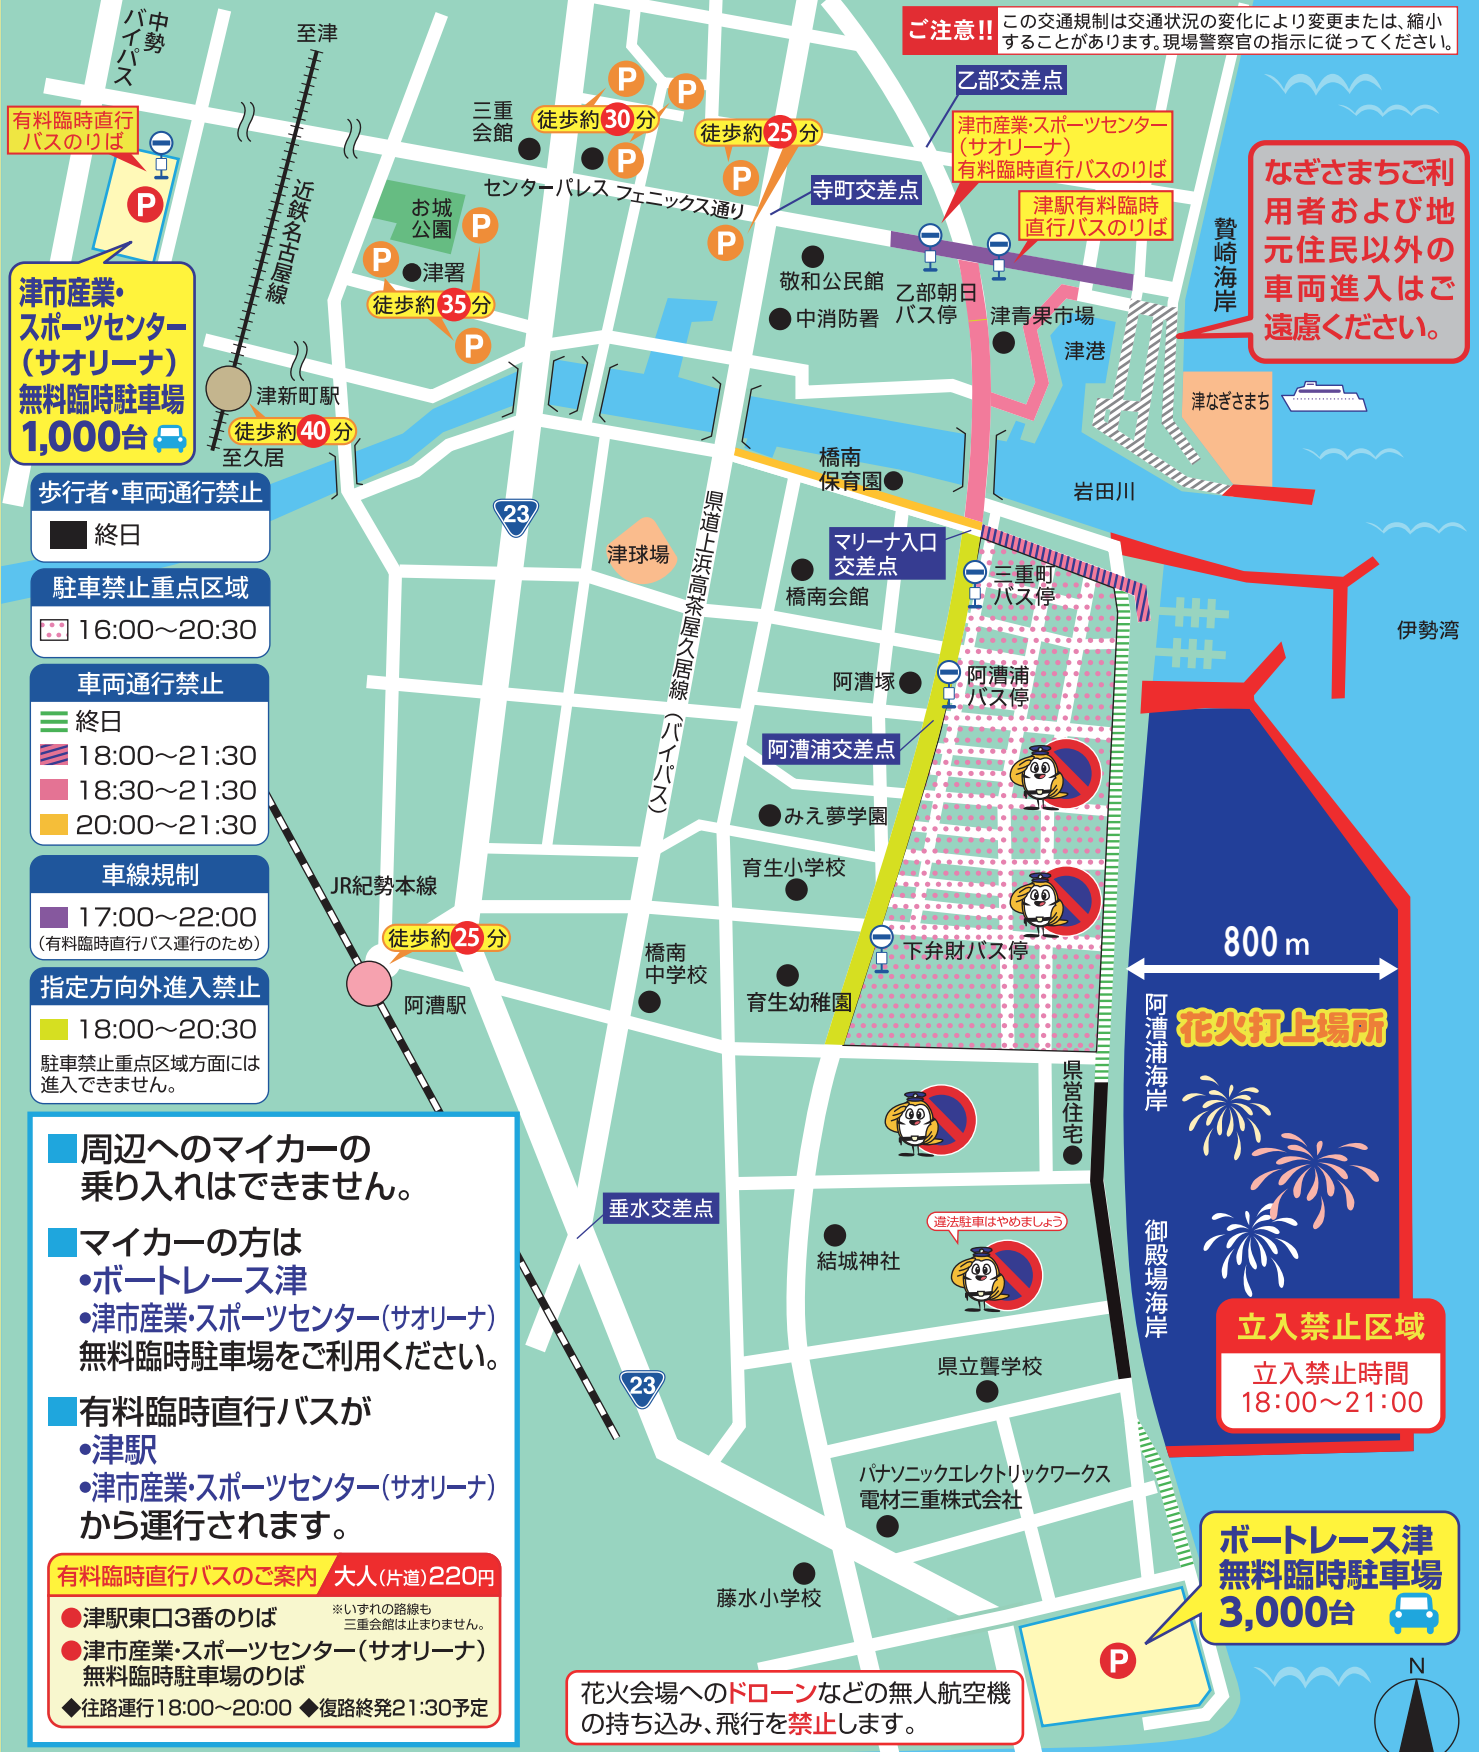 ご注意!!
この交通規制は交通状況の変化により変更または、縮小
することがあります。現場警察官の指示に従ってください。
中勢
バイパス
至津
有料臨時直行
バスのりば
P
近鉄名古屋線
津市産業・
スポーツセンター
(サオリーナ)
無料臨時駐車場
1,000台
三重
会館
P
P
徒歩約30分
P
センターパレス
フェニックス通り
徒歩約25分
P
P
お城
公園
P
P
津署
徒歩約35分
P
津新町駅
徒歩約40分
至久居
乙部交差点
津市産業・スポーツセンター
(サオリーナ)
有料臨時直行バスのりば
寺町交差点
津駅有料臨時
直行バスのりば
なぎさまちご利
用者および地
元住民以外の
車両進入はご
遠慮ください。
贄崎海岸
敬和公民館
中消防署
乙部朝日
バス停
津青果市場
津港
津なぎさまち
橋南
保育園
岩田川
伊勢湾
23
県道上浜高茶屋久居線(バイパス)
津球場
マリーナ入口
交差点
橋南会館
三重町
バス停
阿漕塚
阿漕浦
バス停
阿漕浦交差点
みえ夢学園
育生小学校
JR紀勢本線
徒歩約25分
阿漕駅
橋南
中学校
育生幼稚園
下弁財バス停
県営住宅
800m
阿漕浦海岸
花火打上場所
御殿場海岸
立入禁止区域
立入禁止時間
18:00〜21:00
歩行者・車両通行禁止
終日
駐車禁止重点区域
16:00〜20:30
車両通行禁止
終日
18:00〜21:30
18:30〜21:30
20:00〜21:30
車線規制
17:00〜22:00
(有料臨時直行バス運行のため)
指定方向外進入禁止
18:00〜20:30
駐車禁止重点区域方面には
進入できません。
周辺へのマイカーの
乗り入れはできません。
マイカーの方は
•ボートレース津
•津市産業・スポーツセンター(サオリーナ)
無料臨時駐車場をご利用ください。
有料臨時直行バスが
•津駅
•津市産業・スポーツセンター(サオリーナ)
から運行されます。
有料臨時直行バスのご案内
大人(片道)220円
●津駅東口3番のりば
※いずれの路線も
三重会館は止まりません。
●津市産業・スポーツセンター(サオリーナ)
無料臨時駐車場のりば
◆往路運行18:00〜20:00 ◆復路終発21:30予定
垂水交差点
違法駐車はやめましょう
結城神社
県立聾学校
23
パナソニックエレクトリックワークス
電材三重株式会社
藤水小学校
ボートレース津
無料臨時駐車場
3,000台
P
花火会場へのドローンなどの無人航空機
の持ち込み、飛行を禁止します。
N